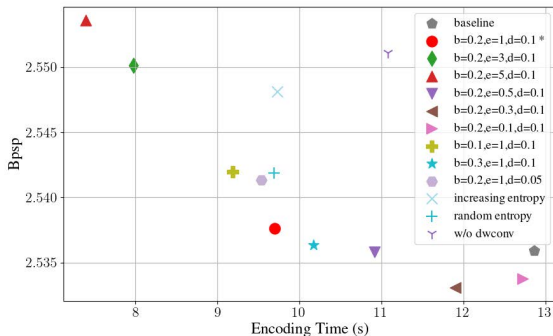 2.550
2.545
2.540
2.535
Bpsp
8 9 10 11 12 13
Encoding Time (s)
baseline
b=0.2,e=1,d=0.1 *
b=0.2,e=3,d=0.1
b=0.2,e=5,d=0.1
b=0.2,e=0.5,d=0.1
b=0.2,e=0.3,d=0.1
b=0.2,e=0.1,d=0.1
b=0.1,e=1,d=0.1
b=0.3,e=1,d=0.1
b=0.2,e=1,d=0.05
increasing entropy
random entropy
w/o dwconv